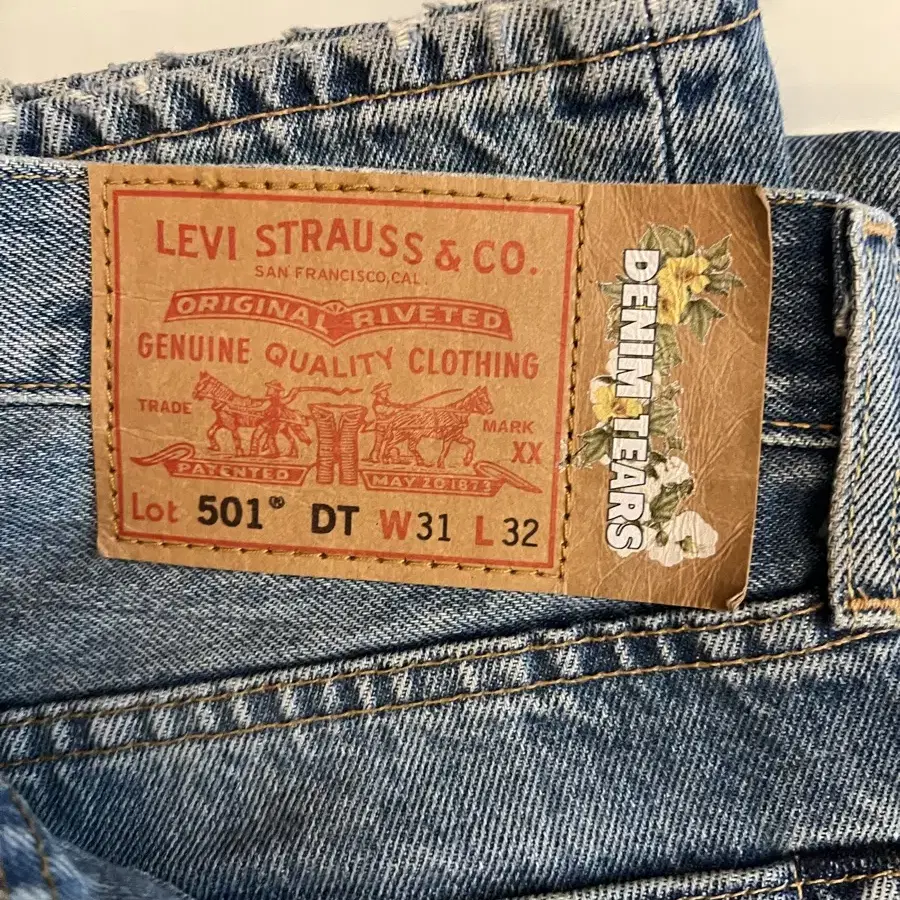 LEVI STRAUSS & CO.
SAN FRANCISCO, CAL.
ORIGINAL RIVETED
GENUINE QUALITY CLOTHING
TRADE MARK
XX
PATENTED MAY 20 1873
Lot 501® DT W31 L32
DENIM TEARS